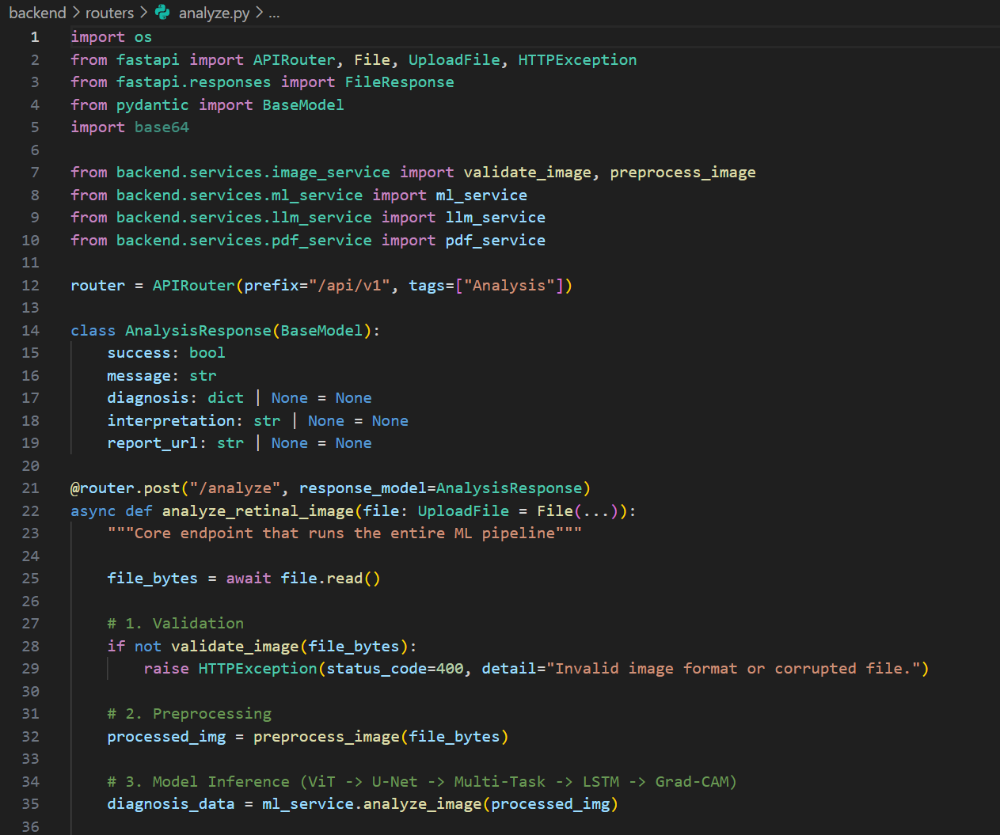 backend > routers > analyze.py > ...
1 import os
2 from fastapi import APIRouter, File, UploadFile, HTTPException
3 from fastapi.responses import FileResponse
4 from pydantic import BaseModel
5 import base64
6
7 from backend.services.image_service import validate_image, preprocess_image
8 from backend.services.ml_service import ml_service
9 from backend.services.llm_service import llm_service
10 from backend.services.pdf_service import pdf_service
11
12 router = APIRouter(prefix="/api/v1", tags=["Analysis"])
13
14 class AnalysisResponse(BaseModel):
15     success: bool
16     message: str
17     diagnosis: dict | None = None
18     interpretation: str | None = None
19     report_url: str | None = None
20
21 @router.post("/analyze", response_model=AnalysisResponse)
22 async def analyze_retinal_image(file: UploadFile = File(...)):
23     """Core endpoint that runs the entire ML pipeline"""
24
25     file_bytes = await file.read()
26
27     # 1. Validation
28     if not validate_image(file_bytes):
29         raise HTTPException(status_code=400, detail="Invalid image format or corrupted file.")
30
31     # 2. Preprocessing
32     processed_img = preprocess_image(file_bytes)
33
34     # 3. Model Inference (ViT -> U-Net -> Multi-Task -> LSTM -> Grad-CAM)
35     diagnosis_data = ml_service.analyze_image(processed_img)
36